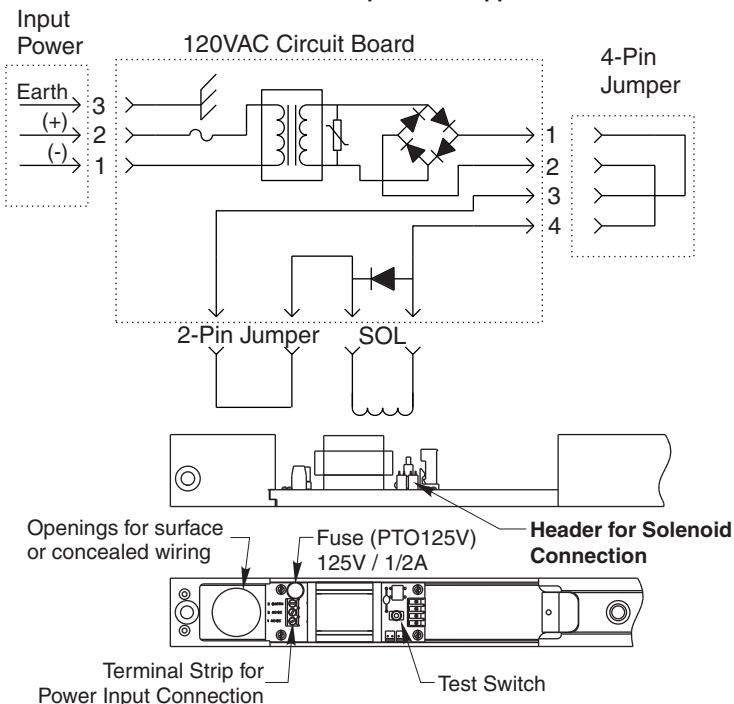 Input
Power
120VAC Circuit Board
4-Pin
Jumper
Earth
3
(+)
2
(-)
1
1
2
3
4
2-Pin Jumper
SOL
Openings for surface
or concealed wiring
Fuse (PTO125V)
125V / 1/2A
Header for Solenoid
Connection
Terminal Strip for
Power Input Connection
Test Switch